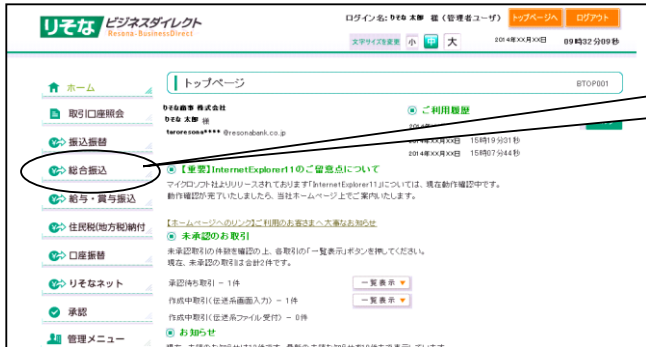 りそな ビジネスダイレクト
Resona-BusinessDirect
ログイン名:りそな 太郎 様 (管理者ユーザ) トップページへ ログアウト
文字サイズを変更 小 中 大 2014年XX月XX日 09時32分09秒
ホーム
トップページ BTOP001
取引口座照会
りそな商事 株式会社
りそな 太郎 様
taroresona**** @resonabank.co.jp
ご利用履歴
2014年XX月XX日 15時19分01秒
2014年XX月XX日 15時07分44秒
振込振替
総合振込
【重要】InternetExplorer11のご留意点について
マイクロソフト社よりリリースされております「InternetExplorer11」については、現在動作確認中です。
動作確認が完了いたしましたら、当社ホームページ上でご案内いたします。
給与・賞与振込
住民税(地方税)納付
【ホームページへのリンク】ご利用のお客さまへ大事なお知らせ
未承認のお取引
未承認取引の件数を確認の上、各取引の「一覧表示」ボタンを押してください。
現在、未承認の取引は合計2件です。
口座振替
りそなネット
承認待ち取引 − 1件 一覧表示
作成中取引(伝送系画面入力) − 1件 一覧表示
作成中取引(伝送系ファイル受付) − 0件
承認
お知らせ
管理メニュー